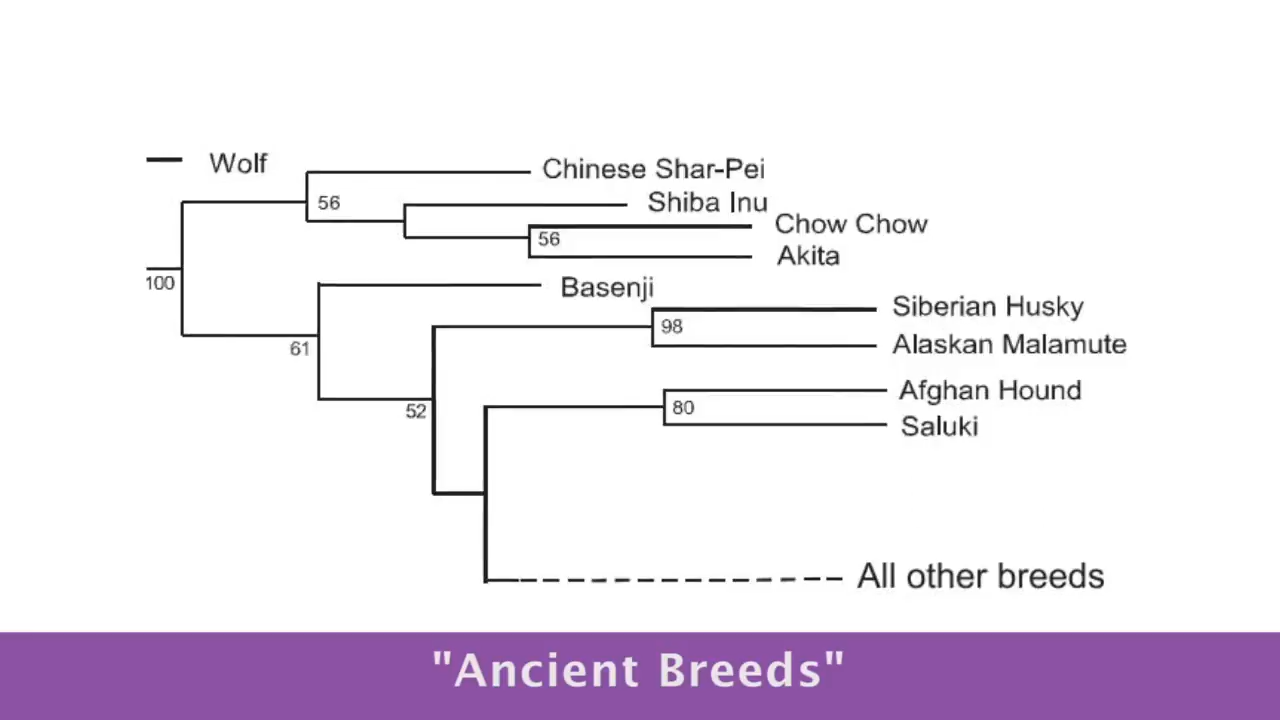 Wolf
Chinese Shar-Pei
56
Shiba Inu
Chow Chow
56
Akita
100
Basenji
Siberian Husky
98
61
Alaskan Malamute
Afghan Hound
52
80
Saluki
All other breeds
"Ancient Breeds"